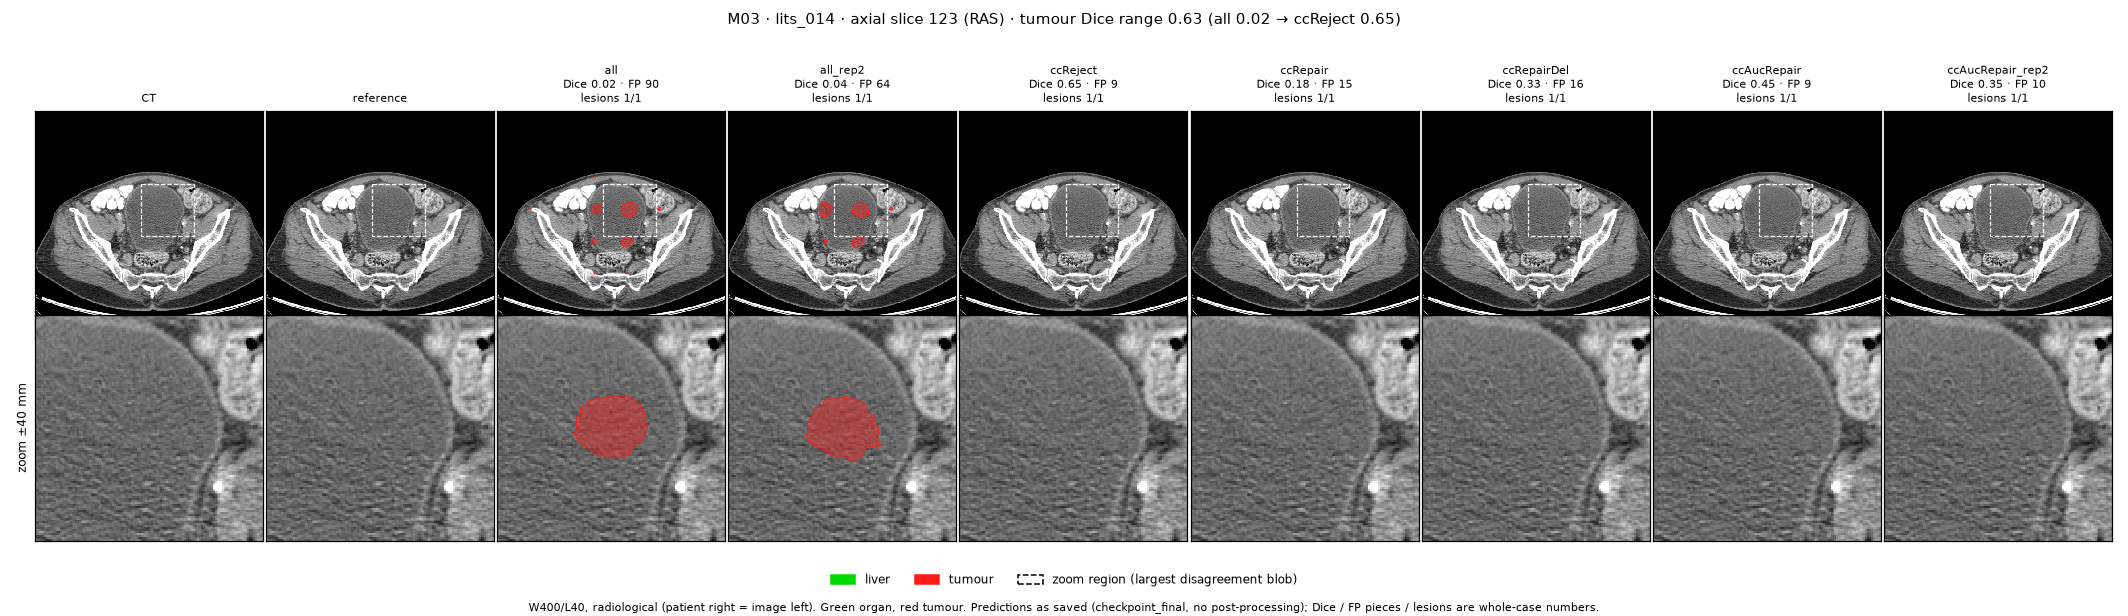 M03 · lits_014 · axial slice 123 (RAS) · tumour Dice range 0.63 (all 0.02 → ccReject 0.65)
CT
reference
all
Dice 0.02 · FP 90
lesions 1/1
all_rep2
Dice 0.04 · FP 64
lesions 1/1
ccReject
Dice 0.65 · FP 9
lesions 1/1
ccRepair
Dice 0.18 · FP 15
lesions 1/1
ccRepairDel
Dice 0.33 · FP 16
lesions 1/1
ccAucRepair
Dice 0.45 · FP 9
lesions 1/1
ccAucRepair_rep2
Dice 0.35 · FP 10
lesions 1/1
zoom ±40 mm
liver
tumour
zoom region (largest disagreement blob)
W400/L40, radiological (patient right = image left). Green organ, red tumour. Predictions as saved (checkpoint_final, no post-processing); Dice / FP pieces / lesions are whole-case numbers.